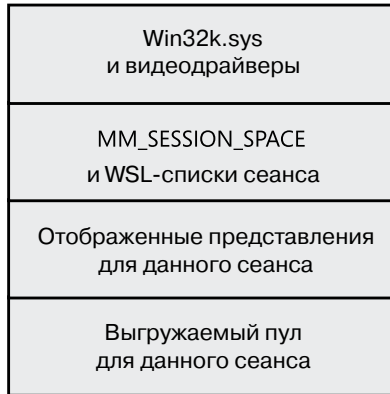 Win32k.sys
и видеодрайверы
MM_SESSION_SPACE
и WSL-списки сеанса
Отображенные представления
для данного сеанса
Выгружаемый пул
для данного сеанса